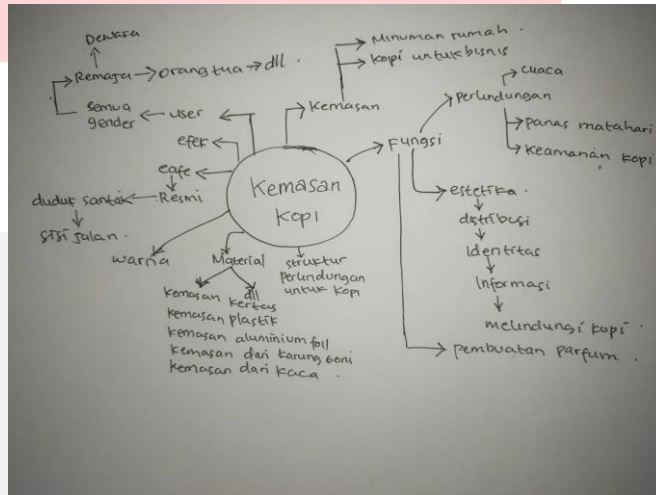 Dewasa
Remaja → orang tua → dll.
semua gender ← user
efek
cafe
Resmi
duduk santai
sisi jalan.
warna
Material
kemasan kertas
dll
kemasan plastik
kemasan aluminium foil
kemasan dari karung goni
kemasan dari kaca.
struktur
perlindungan
untuk kopi
Kemasan
Kopi
Kemasan
Minuman rumah.
kopi untuk bisnis
Fungsi
perlindungan
cuaca
panas matahari
keamanan kopi
estetika.
distribusi
Identitas
Informasi
melindungi kopi.
pembuatan parfum.